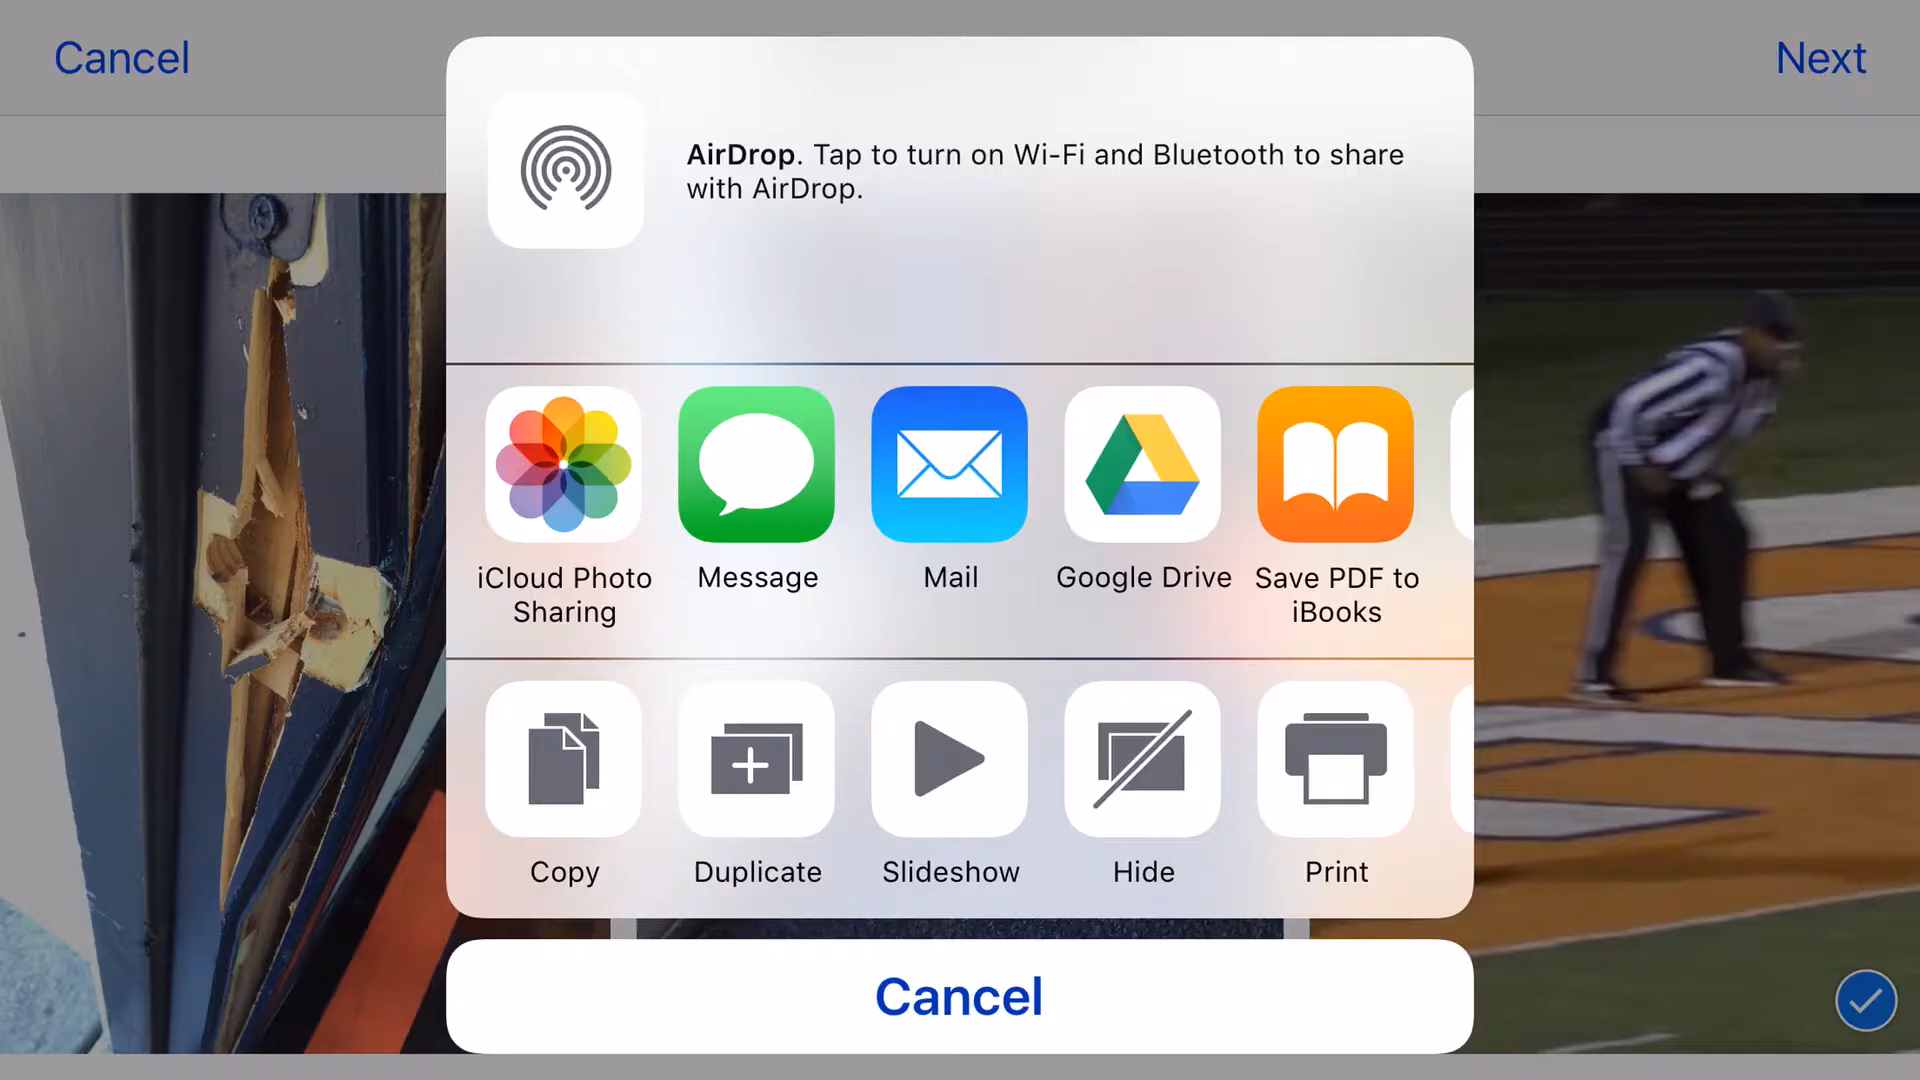 Cancel
Next
AirDrop. Tap to turn on Wi-Fi and Bluetooth to share
with AirDrop.
iCloud Photo
Sharing
Message
Mail
Google Drive
Save PDF to
iBooks
Copy
Duplicate
Slideshow
Hide
Print
Cancel